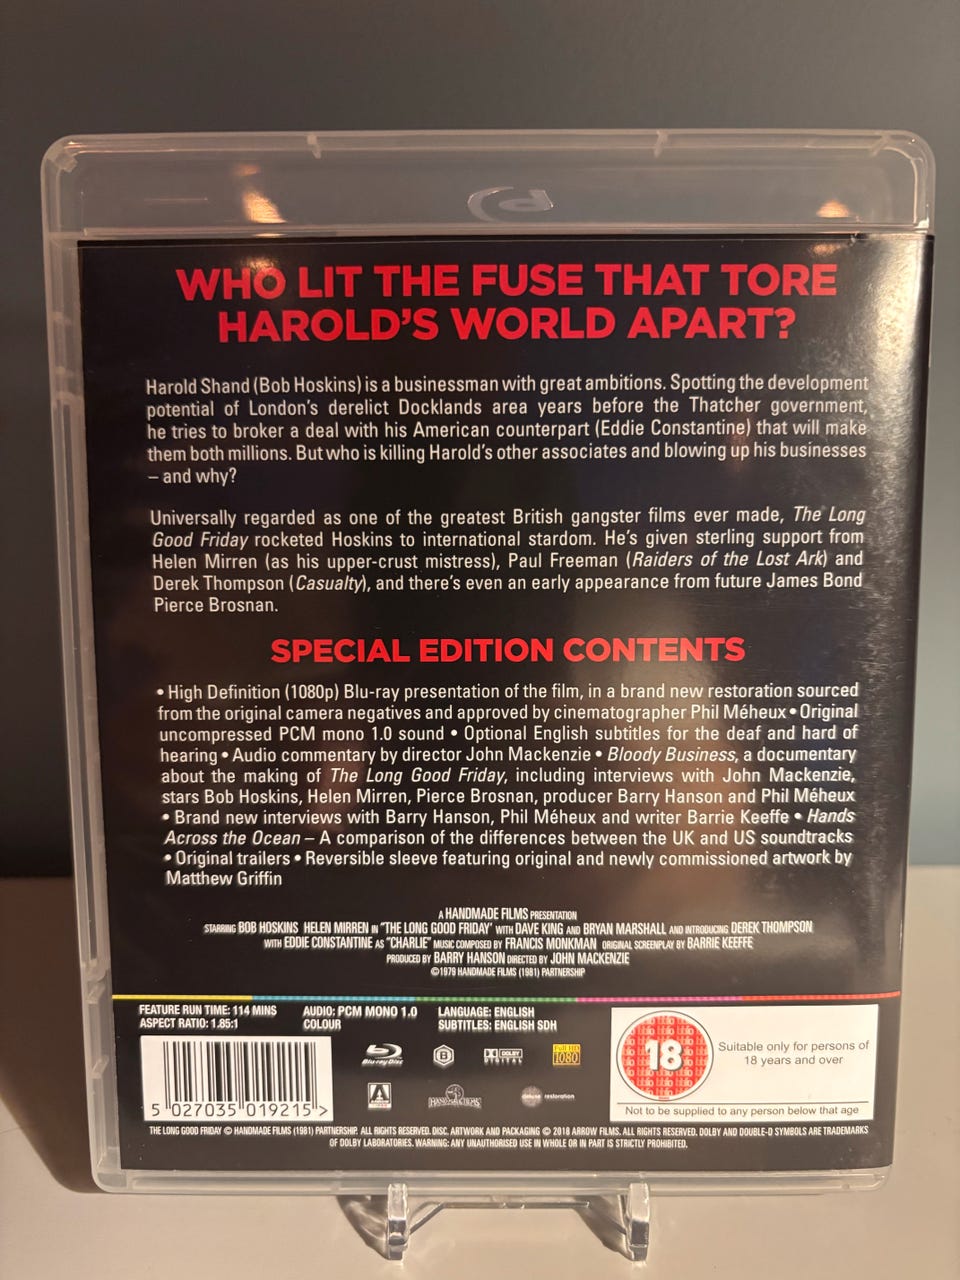 WHO LIT THE FUSE THAT TORE
HAROLD'S WORLD APART?
Harold Shand (Bob Hoskins) is a businessman with great ambitions. Spotting the development
potential of London's derelict Docklands area years before the Thatcher government,
he tries to broker a deal with his American counterpart (Eddie Constantine) that will make
them both millions. But who is killing Harold's other associates and blowing up his businesses
– and why?
Universally regarded as one of the greatest British gangster films ever made, The Long
Good Friday rocketed Hoskins to international stardom. He's given sterling support from
Helen Mirren (as his upper-crust mistress), Paul Freeman (Raiders of the Lost Ark) and
Derek Thompson (Casualty), and there's even an early appearance from future James Bond
Pierce Brosnan.
SPECIAL EDITION CONTENTS
• High Definition (1080p) Blu-ray presentation of the film, in a brand new restoration sourced
from the original camera negatives and approved by cinematographer Phil Méheux • Original
uncompressed PCM mono 1.0 sound • Optional English subtitles for the deaf and hard of
hearing • Audio commentary by director John Mackenzie • Bloody Business, a documentary
about the making of The Long Good Friday, including interviews with John Mackenzie,
stars Bob Hoskins, Helen Mirren, Pierce Brosnan, producer Barry Hanson and Phil Méheux
• Brand new interviews with Barry Hanson, Phil Méheux and writer Barrie Keeffe • Hands
Across the Ocean – A comparison of the differences between the UK and US soundtracks
• Original trailers • Reversible sleeve featuring original and newly commissioned artwork by
Matthew Griffin
A HANDMADE FILMS PRESENTATION
STARRING BOB HOSKINS HELEN MIRREN IN "THE LONG GOOD FRIDAY' WITH DAVE KING AND BRYAN MARSHALL AND INTRODUCING DEREK THOMPSON
WITH EDDIE CONSTANTINE AS "CHARLIE" MUSIC COMPOSED BY FRANCIS MONKMAN ORIGINAL SCREENPLAY BY BARRIE KEEFFE
PRODUCED BY BARRY HANSON DIRECTED BY JOHN MACKENZIE
©1979 HANDMADE FILMS (1981) PARTNERSHIP
FEATURE RUN TIME: 114 MINS AUDIO: PCM MONO 1.0 LANGUAGE: ENGLISH
ASPECT RATIO: 1.85:1 COLOUR SUBTITLES: ENGLISH SDH
Blu-ray Disc B DOLBY DIGITAL Full HD 1080
18
Suitable only for persons of
18 years and over
Not to be supplied to any person below that age
5 027035 019215 >
ARROW HANDMADE FILMS deluxe restoration
THE LONG GOOD FRIDAY © HANDMADE FILMS (1981) PARTNERSHIP. ALL RIGHTS RESERVED. DISC, ARTWORK AND PACKAGING © 2018 ARROW FILMS. ALL RIGHTS RESERVED. DOLBY AND DOUBLE-D SYMBOLS ARE TRADEMARKS
OF DOLBY LABORATORIES. WARNING: ANY UNAUTHORISED USE IN WHOLE OR IN PART IS STRICTLY PROHIBITED.